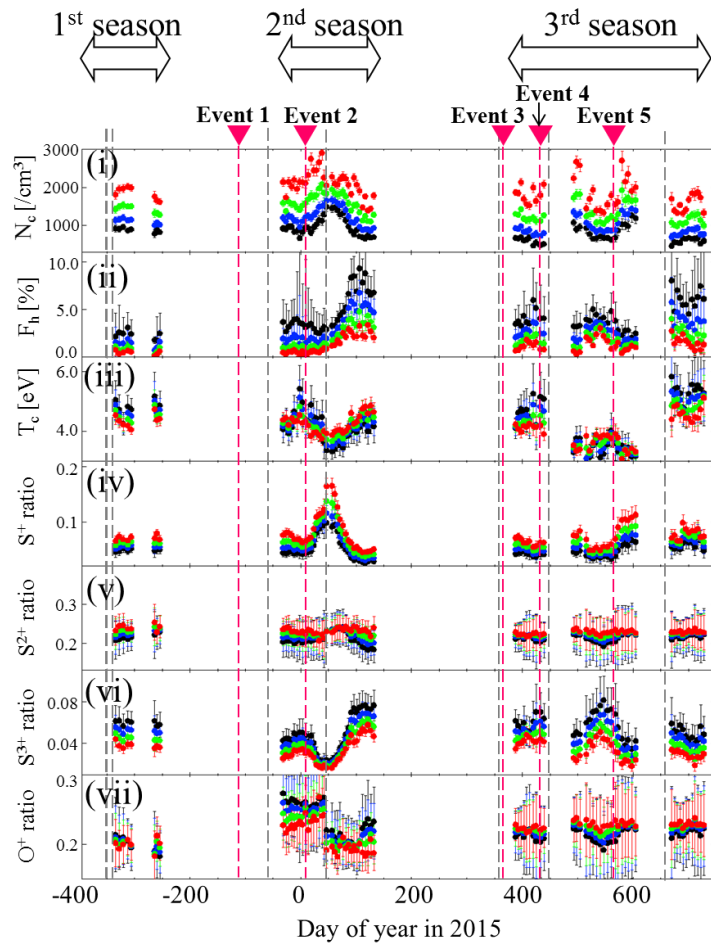 1st season 2nd season 3rd season
Event 4
Event 1 Event 2 Event 3 Event 5
(i)
Nc [/cm³]
3000
2000
1000
(ii)
Fh [%]
10.0
5.0
0.0
(iii)
Tc [eV]
6.0
4.0
(iv)
S⁺ ratio
0.2
0.1
(v)
S²⁺ ratio
0.3
0.2
(vi)
S³⁺ ratio
0.08
0.04
(vii)
O⁺ ratio
0.3
0.2
-400 -200 0 200 400 600
Day of year in 2015